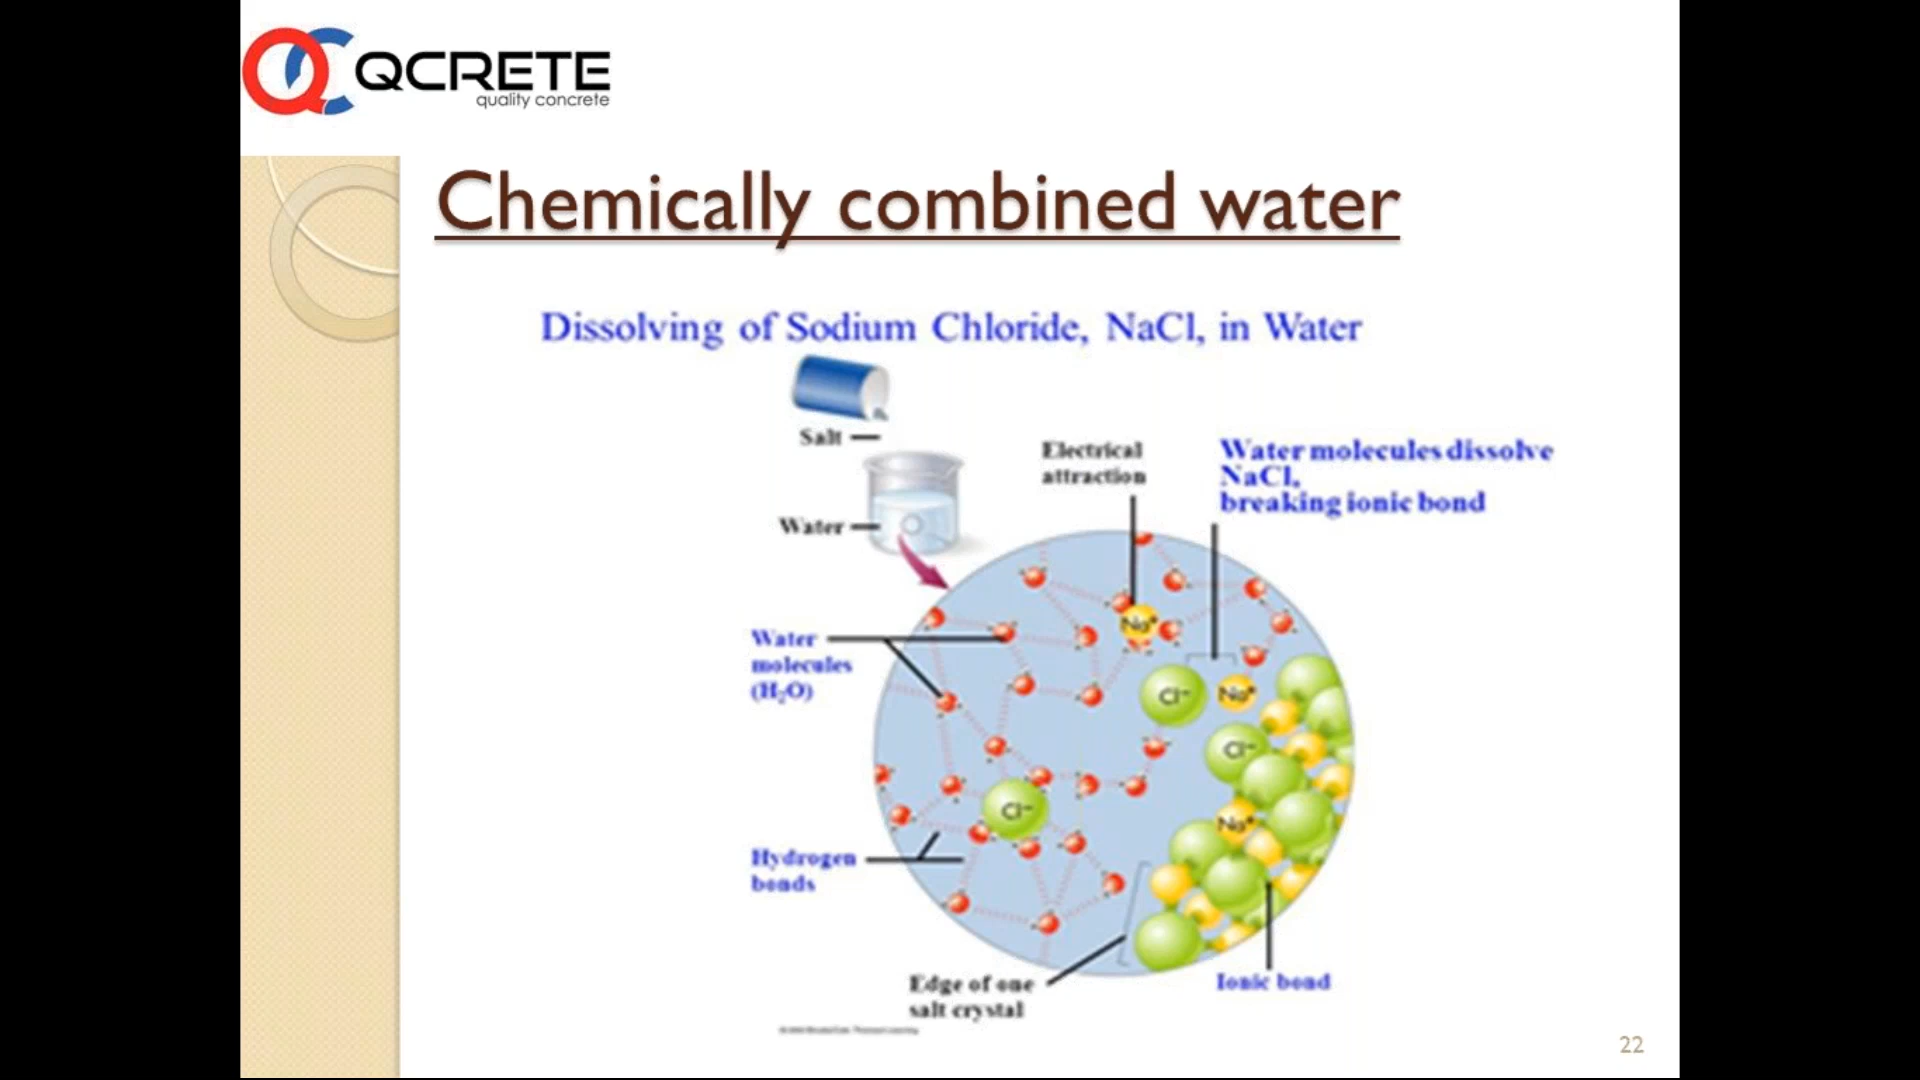 QCRETE
quality concrete
Chemically combined water
Dissolving of Sodium Chloride, NaCl, in Water
Salt
Electrical
attraction
Water molecules dissolve
NaCl,
breaking ionic bond
Water
Na⁺
Water
molecules
(H₂O)
Cl⁻
Na⁺
Cl⁻
Cl⁻
Na⁺
Hydrogen
bonds
Edge of one
salt crystal
Ionic bond
22